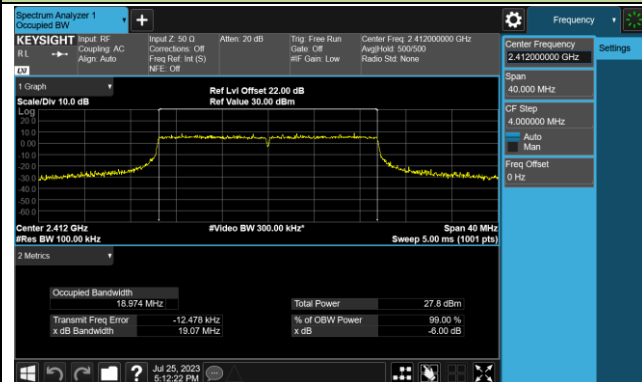 Spectrum Analyzer 1
Occupied BW
Frequency
KEYSIGHT
RL
Input: RF
Coupling: AC
Align: Auto
Input Z: 50 Ω
Corrections: Off
Freq Ref: Int (S)
NFE: Off
Atten: 20 dB
Trig: Free Run
Gate: Off
#IF Gain: Low
Center Freq: 2.412000000 GHz
Avg|Hold: 500/500
Radio Std: None
LXI
1 Graph
Scale/Div 10.0 dB
Ref Lvl Offset 22.00 dB
Ref Value 30.00 dBm
Log
20.0
10.0
0.00
-10.0
-20.0
-30.0
-40.0
-50.0
-60.0
Center 2.412 GHz
#Res BW 100.00 kHz
#Video BW 300.00 kHz*
Span 40 MHz
Sweep 5.00 ms (1001 pts)
2 Metrics
Occupied Bandwidth
18.974 MHz
Total Power 27.8 dBm
Transmit Freq Error -12.478 kHz
% of OBW Power 99.00 %
x dB Bandwidth 19.07 MHz
x dB -6.00 dB
Jul 25, 2023
5:12:22 PM
Center Frequency
2.412000000 GHz
Settings
Span
40.000 MHz
CF Step
4.000000 MHz
Auto
Man
Freq Offset
0 Hz